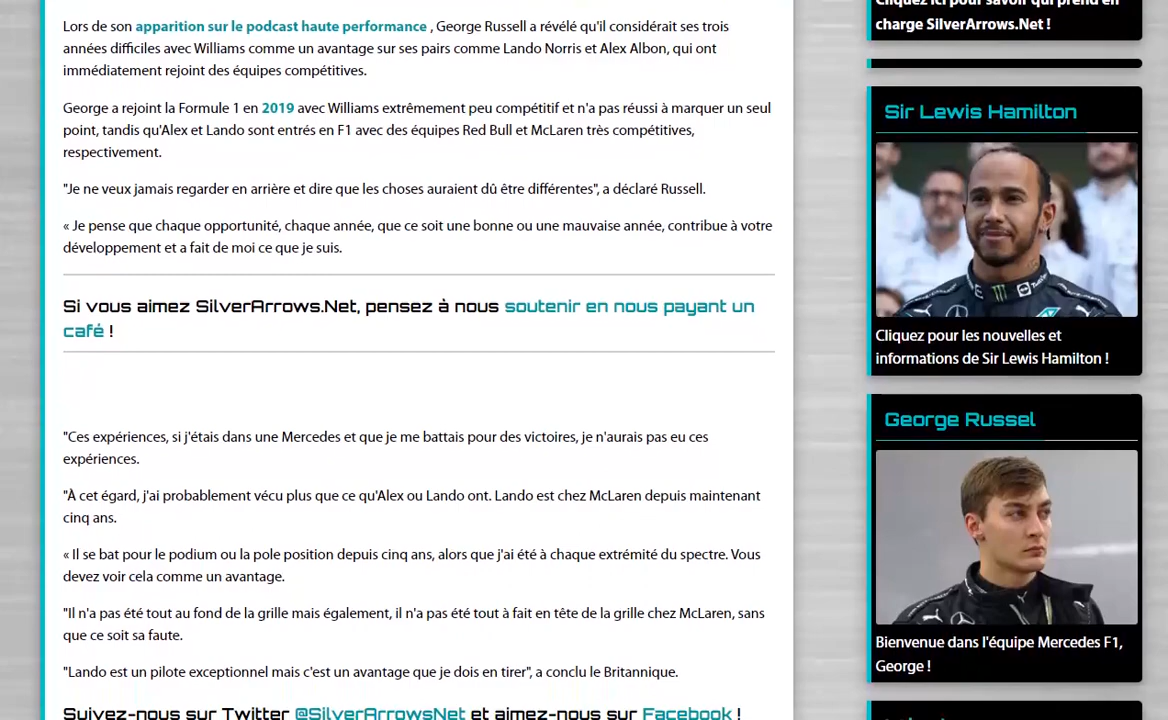 Lors de son apparition sur le podcast haute performance , George Russell a révélé qu'il considérait ses trois
années difficiles avec Williams comme un avantage sur ses pairs comme Lando Norris et Alex Albon, qui ont
immédiatement rejoint des équipes compétitives.
George a rejoint la Formule 1 en 2019 avec Williams extrêmement peu compétitif et n'a pas réussi à marquer un seul
point, tandis qu'Alex et Lando sont entrés en F1 avec des équipes Red Bull et McLaren très compétitives,
respectivement.
"Je ne veux jamais regarder en arrière et dire que les choses auraient dû être différentes", a déclaré Russell.
« Je pense que chaque opportunité, chaque année, que ce soit une bonne ou une mauvaise année, contribue à votre
développement et a fait de moi ce que je suis.
Si vous aimez SilverArrows.Net, pensez à nous soutenir en nous payant un
café !
"Ces expériences, si j'étais dans une Mercedes et que je me battais pour des victoires, je n'aurais pas eu ces
expériences.
"À cet égard, j'ai probablement vécu plus que ce qu'Alex ou Lando ont. Lando est chez McLaren depuis maintenant
cinq ans.
« Il se bat pour le podium ou la pole position depuis cinq ans, alors que j'ai été à chaque extrémité du spectre. Vous
devez voir cela comme un avantage.
"Il n'a pas été tout au fond de la grille mais également, il n'a pas été tout à fait en tête de la grille chez McLaren, sans
que ce soit sa faute.
"Lando est un pilote exceptionnel mais c'est un avantage que je dois en tirer", a conclu le Britannique.
Suivez-nous sur Twitter @SilverArrowsNet et aimez-nous sur Facebook !
Cliquez ici pour savoir qui prend en
charge SilverArrows.Net !
Sir Lewis Hamilton
Cliquez pour les nouvelles et
informations de Sir Lewis Hamilton !
George Russel
Bienvenue dans l'équipe Mercedes F1,
George !